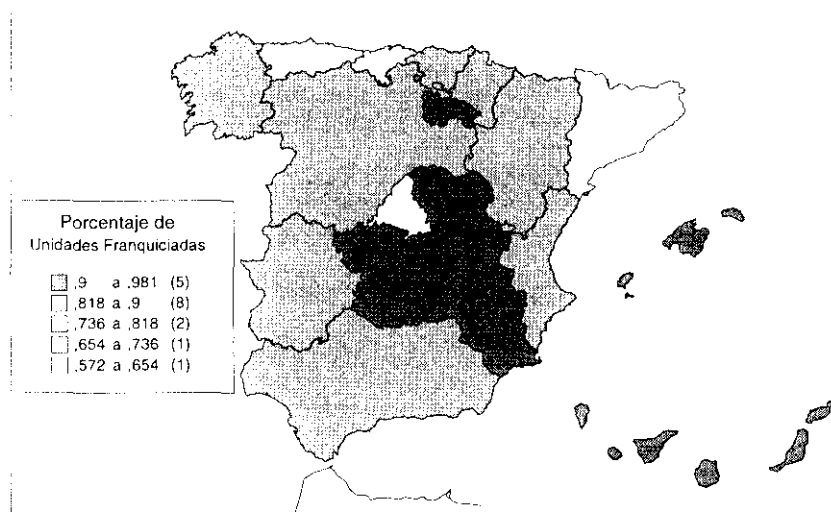 Porcentaje de
Unidades Franquiciadas
,9 a ,981 (5)
,818 a ,9 (8)
,736 a ,818 (2)
,654 a ,736 (1)
,572 a ,654 (1)